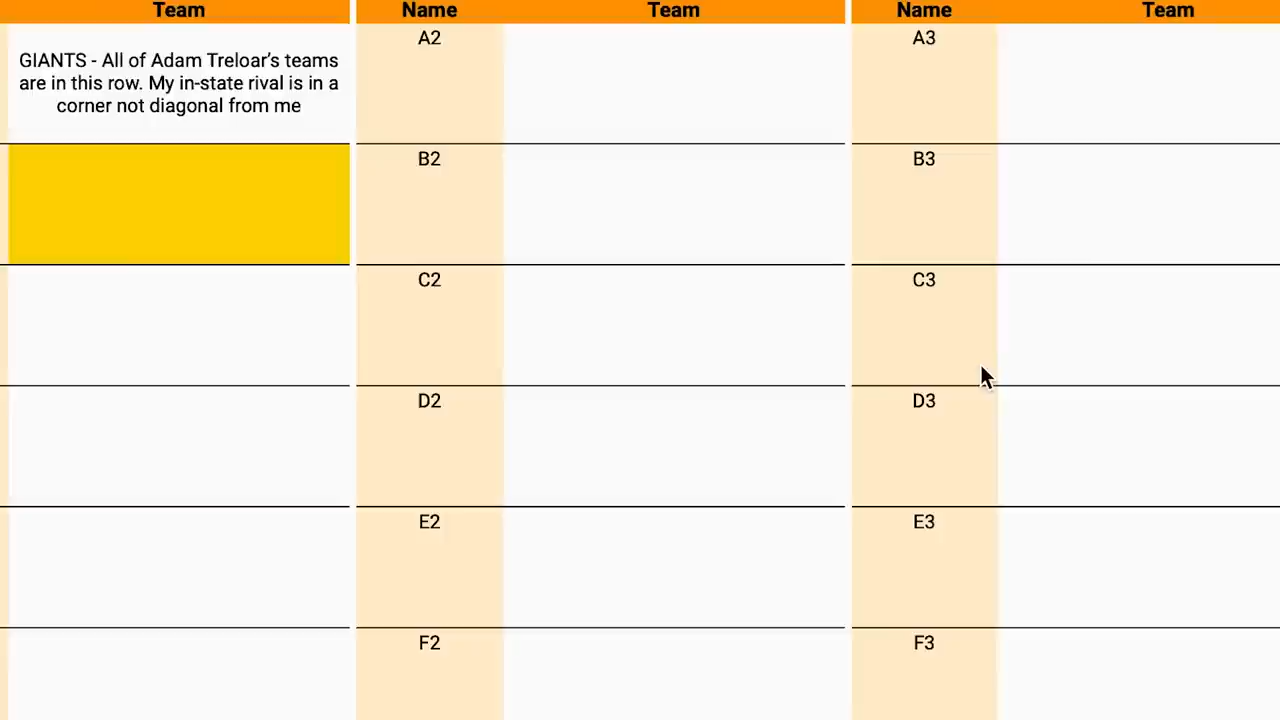 Team Name Team Name Team
GIANTS - All of Adam Treloar’s teams
are in this row. My in-state rival is in a
corner not diagonal from me
A2 A3
B2 B3
C2 C3
D2 D3
E2 E3
F2 F3